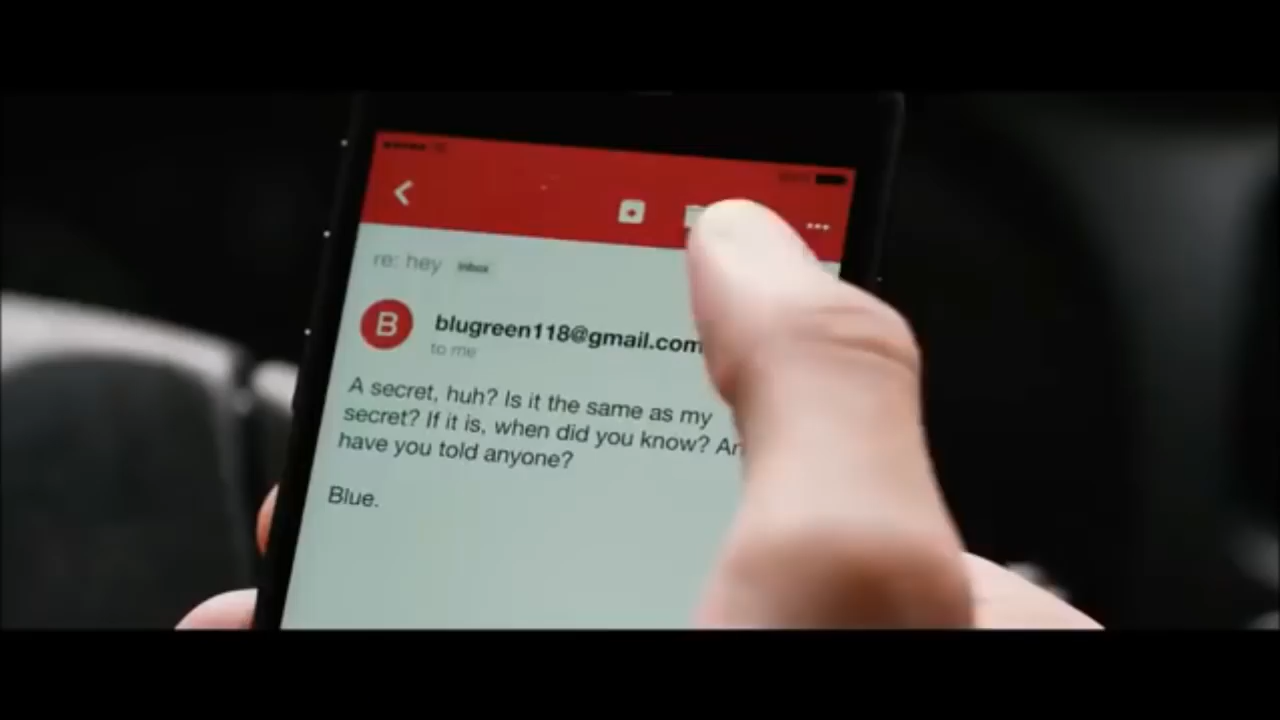 re: hey Inbox
B
blugreen118@gmail.com
to me
A secret, huh? Is it the same as my
secret? If it is, when did you know?
have you told anyone?
Blue.